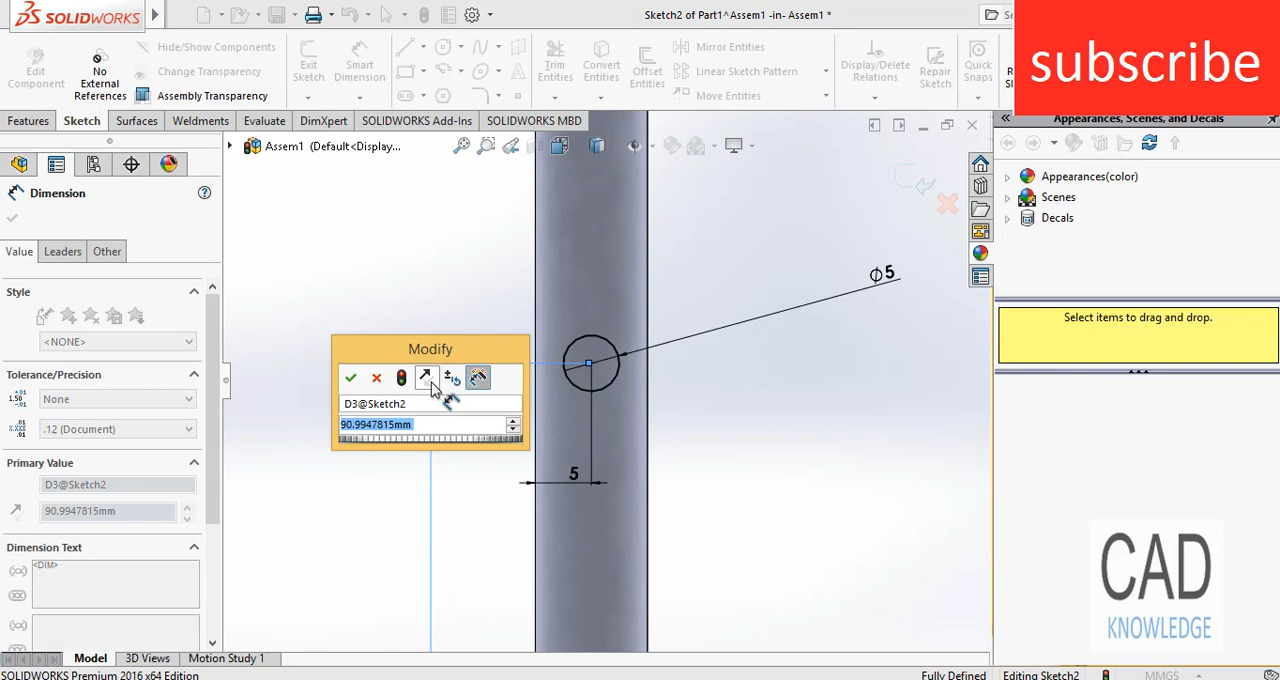 SOLIDWORKS
Sketch2 of Part1^Assem1 -in- Assem1 *
subscribe
Edit Component
No External References
Hide/Show Components
Change Transparency
Assembly Transparency
Exit Sketch
Smart Dimension
Trim Entities
Convert Entities
Offset Entities
Mirror Entities
Linear Sketch Pattern
Move Entities
Display/Delete Relations
Repair Sketch
Quick Snaps
Features
Sketch
Surfaces
Weldments
Evaluate
DimXpert
SOLIDWORKS Add-Ins
SOLIDWORKS MBD
Appearances, Scenes, and Decals
Assem1 (Default<Display...
Dimension
Value
Leaders
Other
Style
<NONE>
Tolerance/Precision
None
.12 (Document)
Primary Value
D3@Sketch2
90.9947815mm
Dimension Text
<DIM>
Modify
D3@Sketch2
90.9947815mm
∅5
5
Appearances(color)
Scenes
Decals
Select items to drag and drop.
CAD
KNOWLEDGE
Model
3D Views
Motion Study 1
SOLIDWORKS Premium 2016 x64 Edition
Fully Defined
Editing Sketch2
MMGS